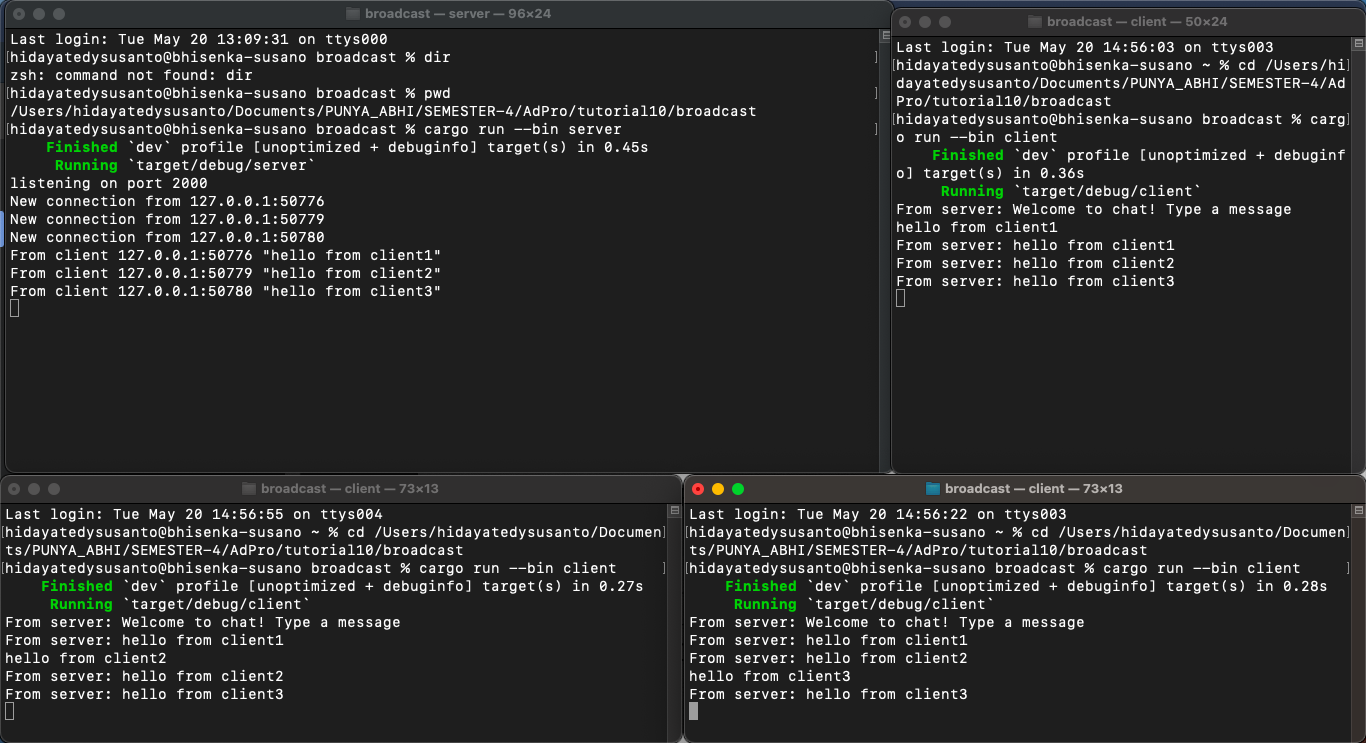 broadcast — server — 96×24
Last login: Tue May 20 13:09:31 on ttys000
[hidayatedysusanto@bhisenka-susano broadcast % dir ]
zsh: command not found: dir
[hidayatedysusanto@bhisenka-susano broadcast % pwd ]
/Users/hidayatedysusanto/Documents/PUNYA_ABHI/SEMESTER-4/AdPro/tutorial10/broadcast
[hidayatedysusanto@bhisenka-susano broadcast % cargo run --bin server ]
Finished `dev` profile [unoptimized + debuginfo] target(s) in 0.45s
Running `target/debug/server`
listening on port 2000
New connection from 127.0.0.1:50776
New connection from 127.0.0.1:50779
New connection from 127.0.0.1:50780
From client 127.0.0.1:50776 "hello from client1"
From client 127.0.0.1:50779 "hello from client2"
From client 127.0.0.1:50780 "hello from client3"
broadcast — client — 50×24
Last login: Tue May 20 14:56:03 on ttys003
[hidayatedysusanto@bhisenka-susano ~ % cd /Users/hi]
dayatedysusanto/Documents/PUNYA_ABHI/SEMESTER-4/Ad
Pro/tutorial10/broadcast
[hidayatedysusanto@bhisenka-susano broadcast % carg]
o run --bin client
Finished `dev` profile [unoptimized + debuginf
o] target(s) in 0.36s
Running `target/debug/client`
From server: Welcome to chat! Type a message
hello from client1
From server: hello from client1
From server: hello from client2
From server: hello from client3
broadcast — client — 73×13
Last login: Tue May 20 14:56:55 on ttys004
[hidayatedysusanto@bhisenka-susano ~ % cd /Users/hidayatedysusanto/Documen]
ts/PUNYA_ABHI/SEMESTER-4/AdPro/tutorial10/broadcast
[hidayatedysusanto@bhisenka-susano broadcast % cargo run --bin client ]
Finished `dev` profile [unoptimized + debuginfo] target(s) in 0.27s
Running `target/debug/client`
From server: Welcome to chat! Type a message
From server: hello from client1
hello from client2
From server: hello from client2
From server: hello from client3
broadcast — client — 73×13
Last login: Tue May 20 14:56:22 on ttys003
[hidayatedysusanto@bhisenka-susano ~ % cd /Users/hidayatedysusanto/Documen]
ts/PUNYA_ABHI/SEMESTER-4/AdPro/tutorial10/broadcast
[hidayatedysusanto@bhisenka-susano broadcast % cargo run --bin client ]
Finished `dev` profile [unoptimized + debuginfo] target(s) in 0.28s
Running `target/debug/client`
From server: Welcome to chat! Type a message
From server: hello from client1
From server: hello from client2
hello from client3
From server: hello from client3